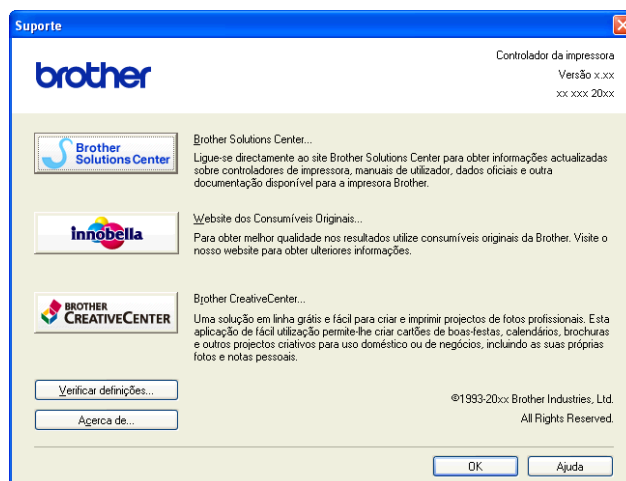 Suporte
brother
Controlador da impressora
Versão x.xx
xx xxx 20xx
Brother
Solutions Center
Brother Solutions Center...
Ligue-se directamente ao site Brother Solutions Center para obter informações actualizadas
sobre controladores de impressora, manuais de utilizador, dados oficiais e outra
documentação disponível para a impresora Brother.
innobella
Website dos Consumíveis Originais...
Para obter melhor qualidade nos resultados utilize consumíveis originais da Brother. Visite o
nosso website para obter ulteriores informações.
BROTHER
CREATIVECENTER
Brother CreativeCenter...
Uma solução em linha grátis e fácil para criar e imprimir projectos de fotos profissionais. Esta
aplicação de fácil utilização permite-lhe criar cartões de boas-festas, calendários, brochuras
e outros projectos criativos para uso doméstico ou de negócios, incluindo as suas próprias
fotos e notas pessoais.
Verificar definições...
Acerca de...
©1993-20xx Brother Industries, Ltd.
All Rights Reserved.
OK
Ajuda